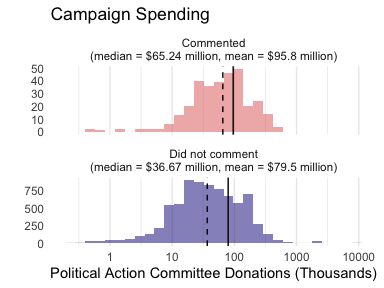 Campaign Spending
Commented
(median = $65.24 million, mean = $95.8 million)
50
40
30
20
10
0
Did not comment
(median = $36.67 million, mean = $79.5 million)
750
500
250
0
1 10 100 1000 10000
Political Action Committee Donations (Thousands)